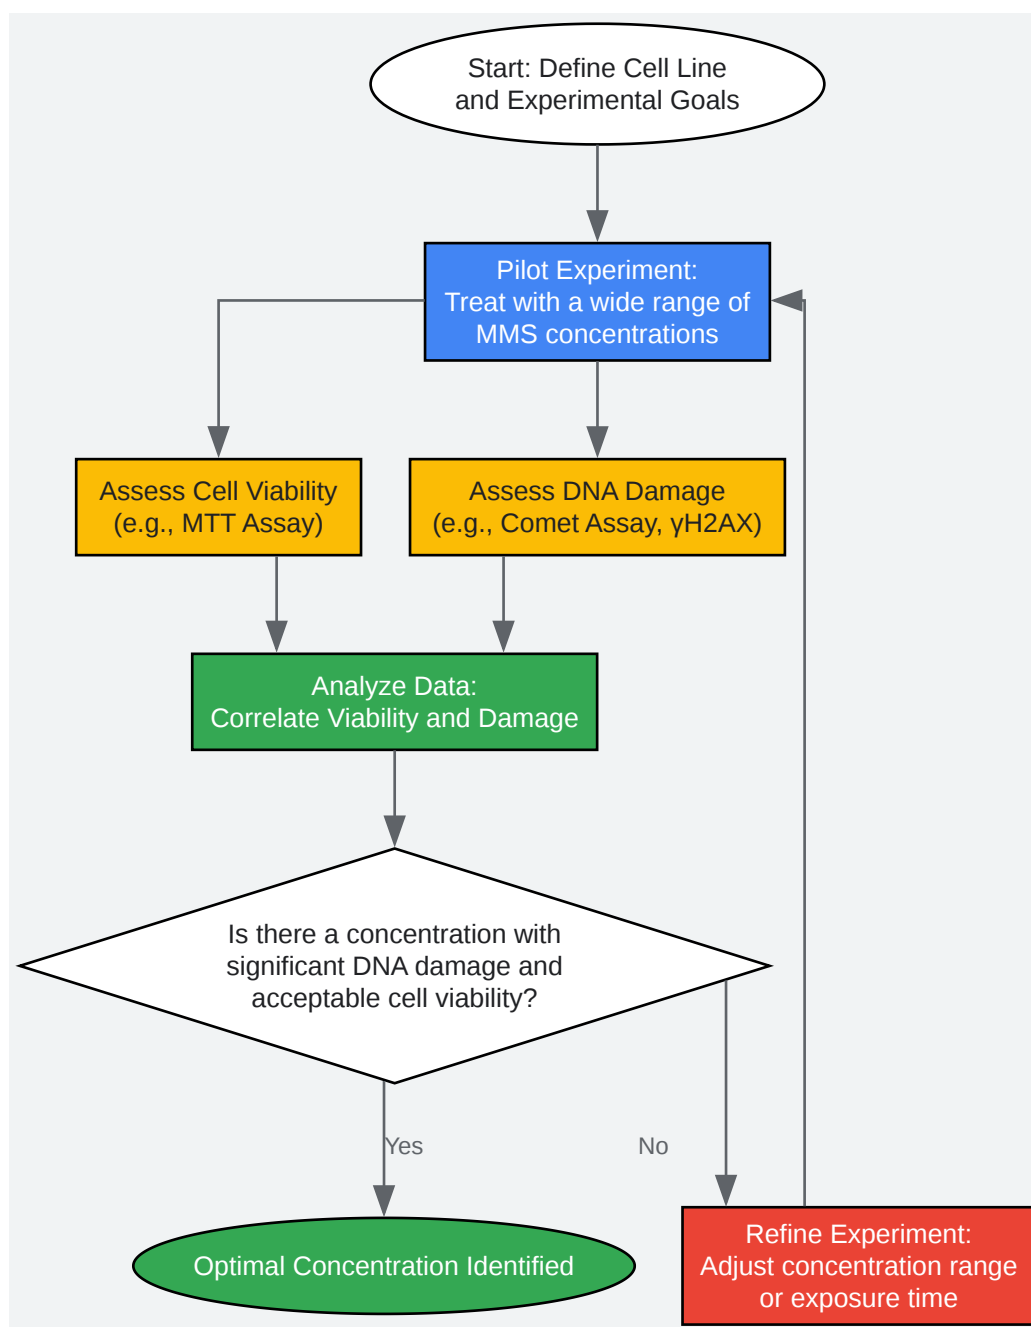 Start: Define Cell Line
and Experimental Goals
Pilot Experiment:
Treat with a wide range of
MMS concentrations
Assess Cell Viability
(e.g., MTT Assay)
Assess DNA Damage
(e.g., Comet Assay, γH2AX)
Analyze Data:
Correlate Viability and Damage
Is there a concentration with
significant DNA damage and
acceptable cell viability?
Yes
No
Optimal Concentration Identified
Refine Experiment:
Adjust concentration range
or exposure time